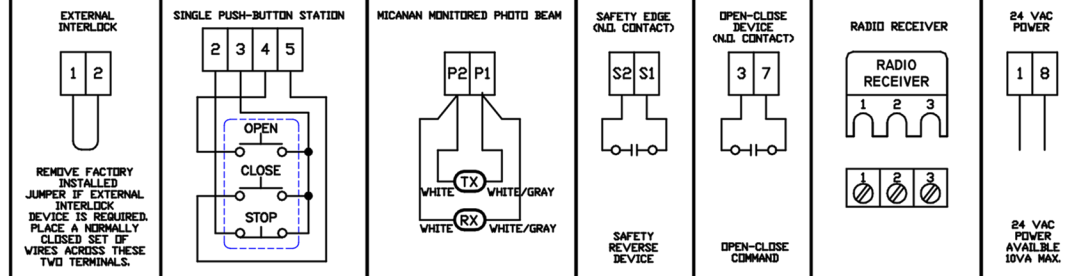 EXTERNAL
INTERLOCK
1 2
REMOVE FACTORY
INSTALLED
JUMPER IF EXTERNAL
INTERLOCK
DEVICE IS REQUIRED.
PLACE A NORMALLY
CLOSED SET OF
WIRES ACROSS THESE
TWO TERMINALS.
SINGLE PUSH-BUTTON STATION
2 3 4 5
OPEN
CLOSE
STOP
MICANAN MONITORED PHOTO BEAM
P2 P1
TX
WHITE WHITE/GRAY
RX
WHITE WHITE/GRAY
SAFETY EDGE
(N.O. CONTACT)
S2 S1
SAFETY
REVERSE
DEVICE
OPEN-CLOSE
DEVICE
(N.O. CONTACT)
3 7
OPEN-CLOSE
COMMAND
RADIO RECEIVER
RADIO
RECEIVER
1 2 3
1 2 3
24 VAC
POWER
1 8
24 VAC
POWER
AVAILBLE
10VA MAX.